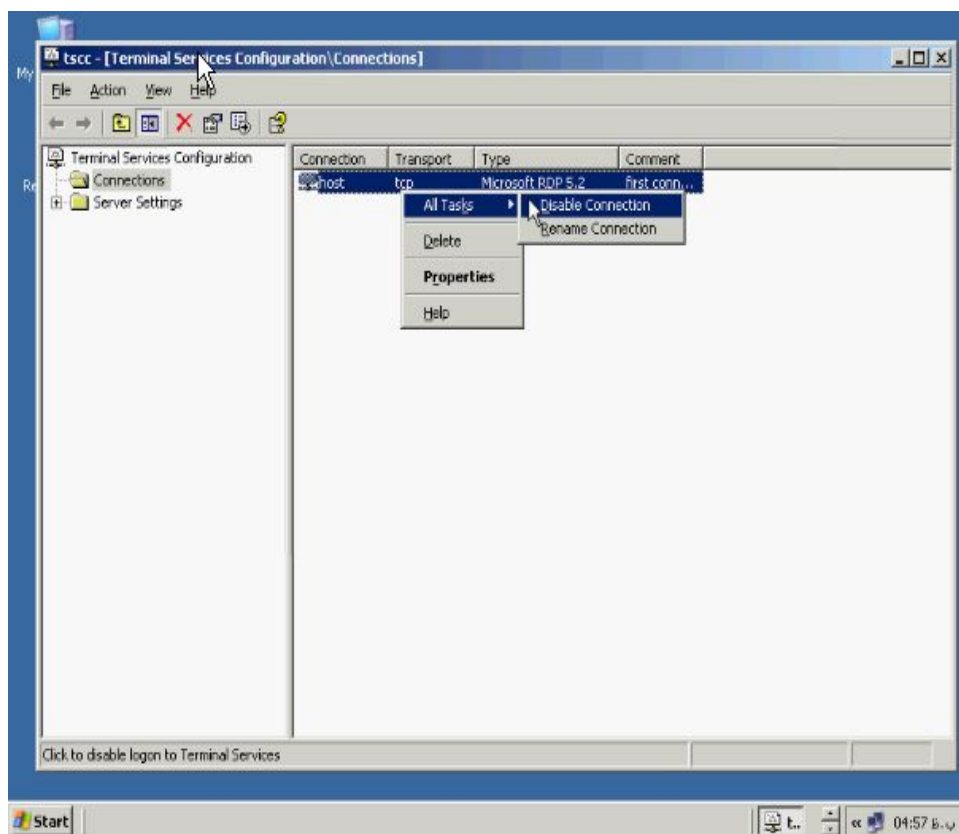 My
tscc - [Terminal Services Configuration\Connections]
File Action View Help
Terminal Services Configuration
Connections
Server Settings
Re
Connection Transport Type Comment
host tcp Microsoft RDP 5.2 first conn...
All Tasks
Disable Connection
Rename Connection
Delete
Properties
Help
Click to disable logon to Terminal Services
Start
t..
« 04:57 ب.ظ